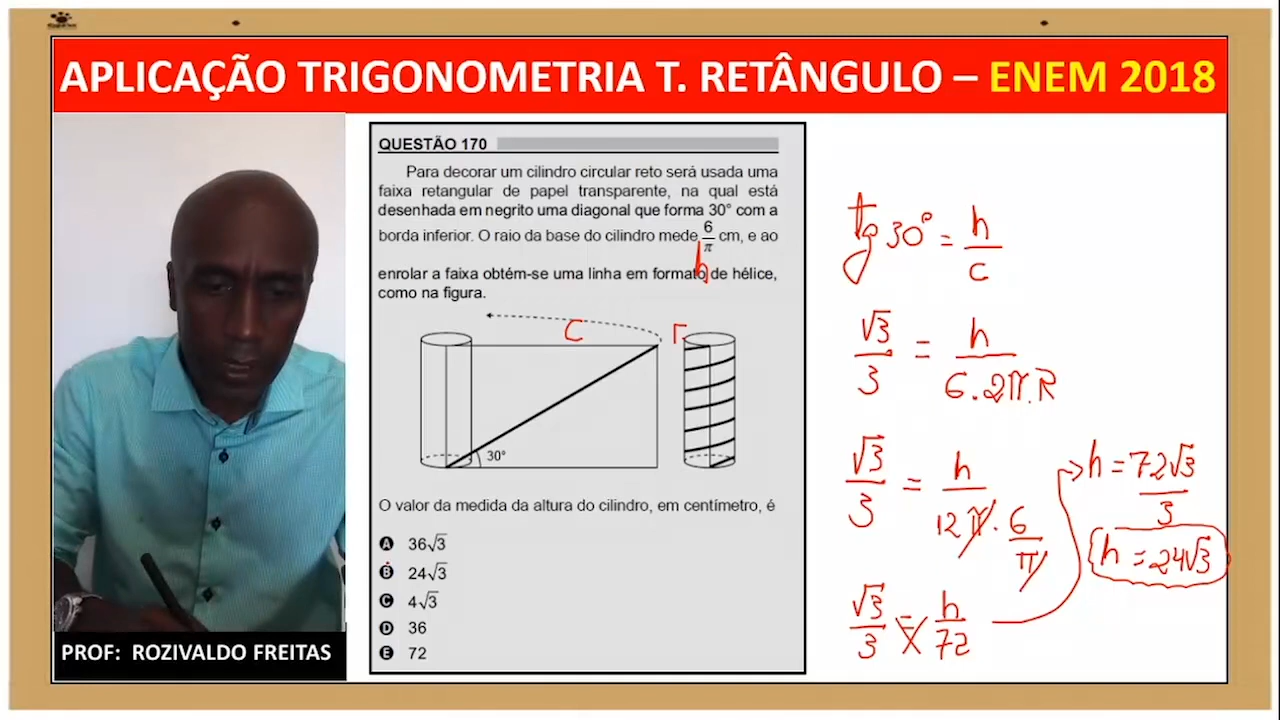 APLICAÇÃO TRIGONOMETRIA T. RETÂNGULO – ENEM 2018
QUESTÃO 170
Para decorar um cilindro circular reto será usada uma
faixa retangular de papel transparente, na qual está
desenhada em negrito uma diagonal que forma 30° com a
borda inferior. O raio da base do cilindro mede 6/π cm, e ao
enrolar a faixa obtém-se uma linha em formato de hélice,
como na figura.
h
C
r
30°
O valor da medida da altura do cilindro, em centímetro, é
A 36√3
B 24√3
C 4√3
D 36
E 72
PROF: ROZIVALDO FREITAS
tg 30° = h/c
√3/3 = h/6.2π.R
√3/3 = h/12π.6/π
√3/3 = h/72
h = 72√3/3
h = 24√3